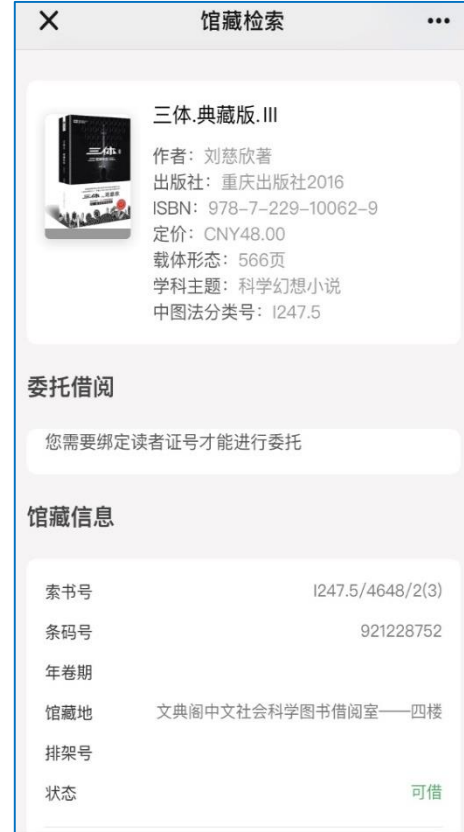 馆藏检索
三体.典藏版.III
作者：刘慈欣著
出版社：重庆出版社2016
ISBN：978-7-229-10062-9
定价：CNY48.00
载体形态：566页
学科主题：科学幻想小说
中图法分类号：I247.5
三体
委托借阅
您需要绑定读者证号才能进行委托
馆藏信息
索书号 I247.5/4648/2(3)
条码号 921228752
年卷期
馆藏地 文典阁中文社会科学图书借阅室——四楼
排架号
状态 可借